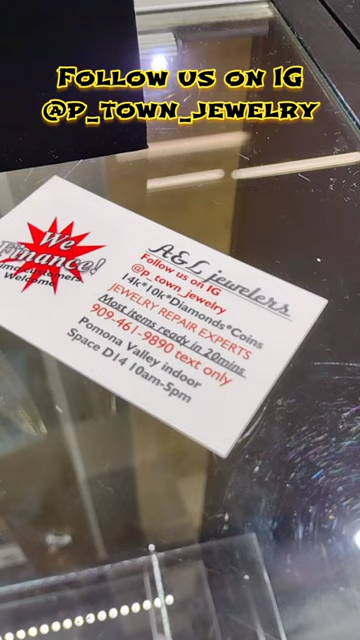 Follow us on IG
@p_town_jewelry
We
Finance!
customers
Welcome!
A&L jewelers
Follow us on IG
@p_town_jewelry
14k*10k*Diamonds*Coins
JEWELRY REPAIR EXPERTS
Most items ready in 20mins
909-461-9890 text only
Pomona Valley indoor
Space D14 10am-5pm